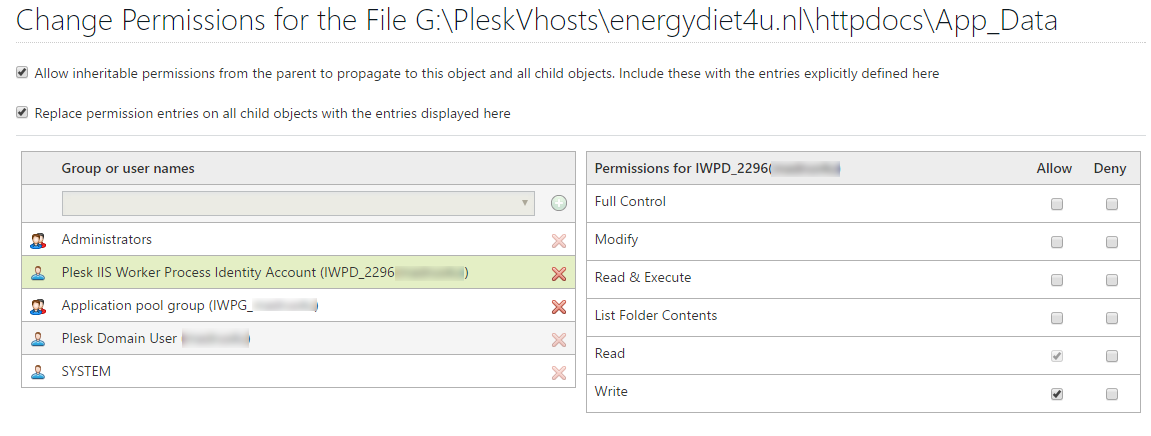 Change Permissions for the File G:\PleskVhosts\energydiet4u.nl\httpdocs\App_Data
Allow inheritable permissions from the parent to propagate to this object and all child objects. Include these with the entries explicitly defined here
Replace permission entries on all child objects with the entries displayed here
Group or user names
Administrators
Plesk IIS Worker Process Identity Account (IWPD_2296 )
Application pool group (IWPG_ )
Plesk Domain User ( )
SYSTEM
Permissions for IWPD_2296( ) Allow Deny
Full Control
Modify
Read & Execute
List Folder Contents
Read
Write